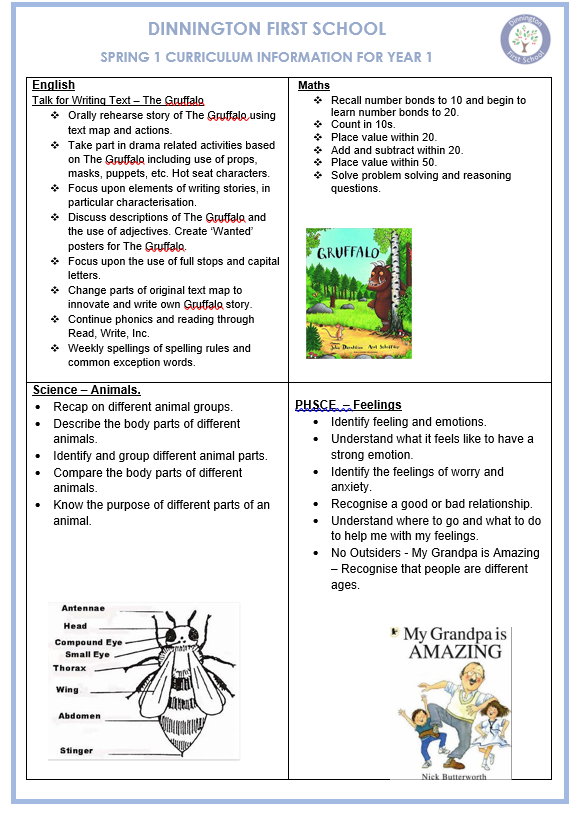 DINNINGTON FIRST SCHOOL
SPRING 1 CURRICULUM INFORMATION FOR YEAR 1
Dinnington
First School
English
Talk for Writing Text – The Gruffalo
❖ Orally rehearse story of The Gruffalo using
text map and actions.
❖ Take part in drama related activities based
on The Gruffalo including use of props,
masks, puppets, etc. Hot seat characters.
❖ Focus upon elements of writing stories, in
particular characterisation.
❖ Discuss descriptions of The Gruffalo and
the use of adjectives. Create ‘Wanted’
posters for The Gruffalo.
❖ Focus upon the use of full stops and capital
letters.
❖ Change parts of original text map to
innovate and write own Gruffalo story.
❖ Continue phonics and reading through
Read, Write, Inc.
❖ Weekly spellings of spelling rules and
common exception words.
Maths
❖ Recall number bonds to 10 and begin to
learn number bonds to 20.
❖ Count in 10s.
❖ Place value within 20.
❖ Add and subtract within 20.
❖ Place value within 50.
❖ Solve problem solving and reasoning
questions.
GRUFFALO
Julia Donaldson Axel Scheffler
Science – Animals.
• Recap on different animal groups.
• Describe the body parts of different
animals.
• Identify and group different animal parts.
• Compare the body parts of different
animals.
• Know the purpose of different parts of an
animal.
Antennae
Head
Compound Eye
Small Eye
Thorax
Wing
Abdomen
Stinger
PHSCE – Feelings
• Identify feeling and emotions.
• Understand what it feels like to have a
strong emotion.
• Identify the feelings of worry and
anxiety.
• Recognise a good or bad relationship.
• Understand where to go and what to do
to help me with my feelings.
• No Outsiders - My Grandpa is Amazing
– Recognise that people are different
ages.
My Grandpa is
AMAZING
Nick Butterworth